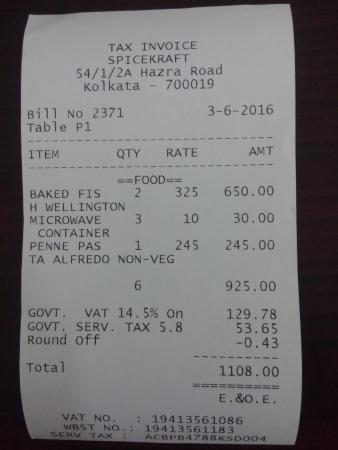 TAX INVOICE
SPICEKRAFT
54/1/2A Hazra Road
Kolkata - 700019
Bill No 2371 3-6-2016
Table P1
ITEM QTY RATE AMT
==FOOD==
BAKED FIS 2 325 650.00
H WELLINGTON
MICROWAVE 3 10 30.00
CONTAINER
PENNE PAS 1 245 245.00
TA ALFREDO NON-VEG
6 925.00
GOVT. VAT 14.5% On 129.78
GOVT. SERV. TAX 5.8 53.65
Round Off -0.43
Total 1108.00
E.&O.E.
VAT NO. : 19413561086
WBST NO.: 19413561183
SERV TAX : ACBPB4788KSD004